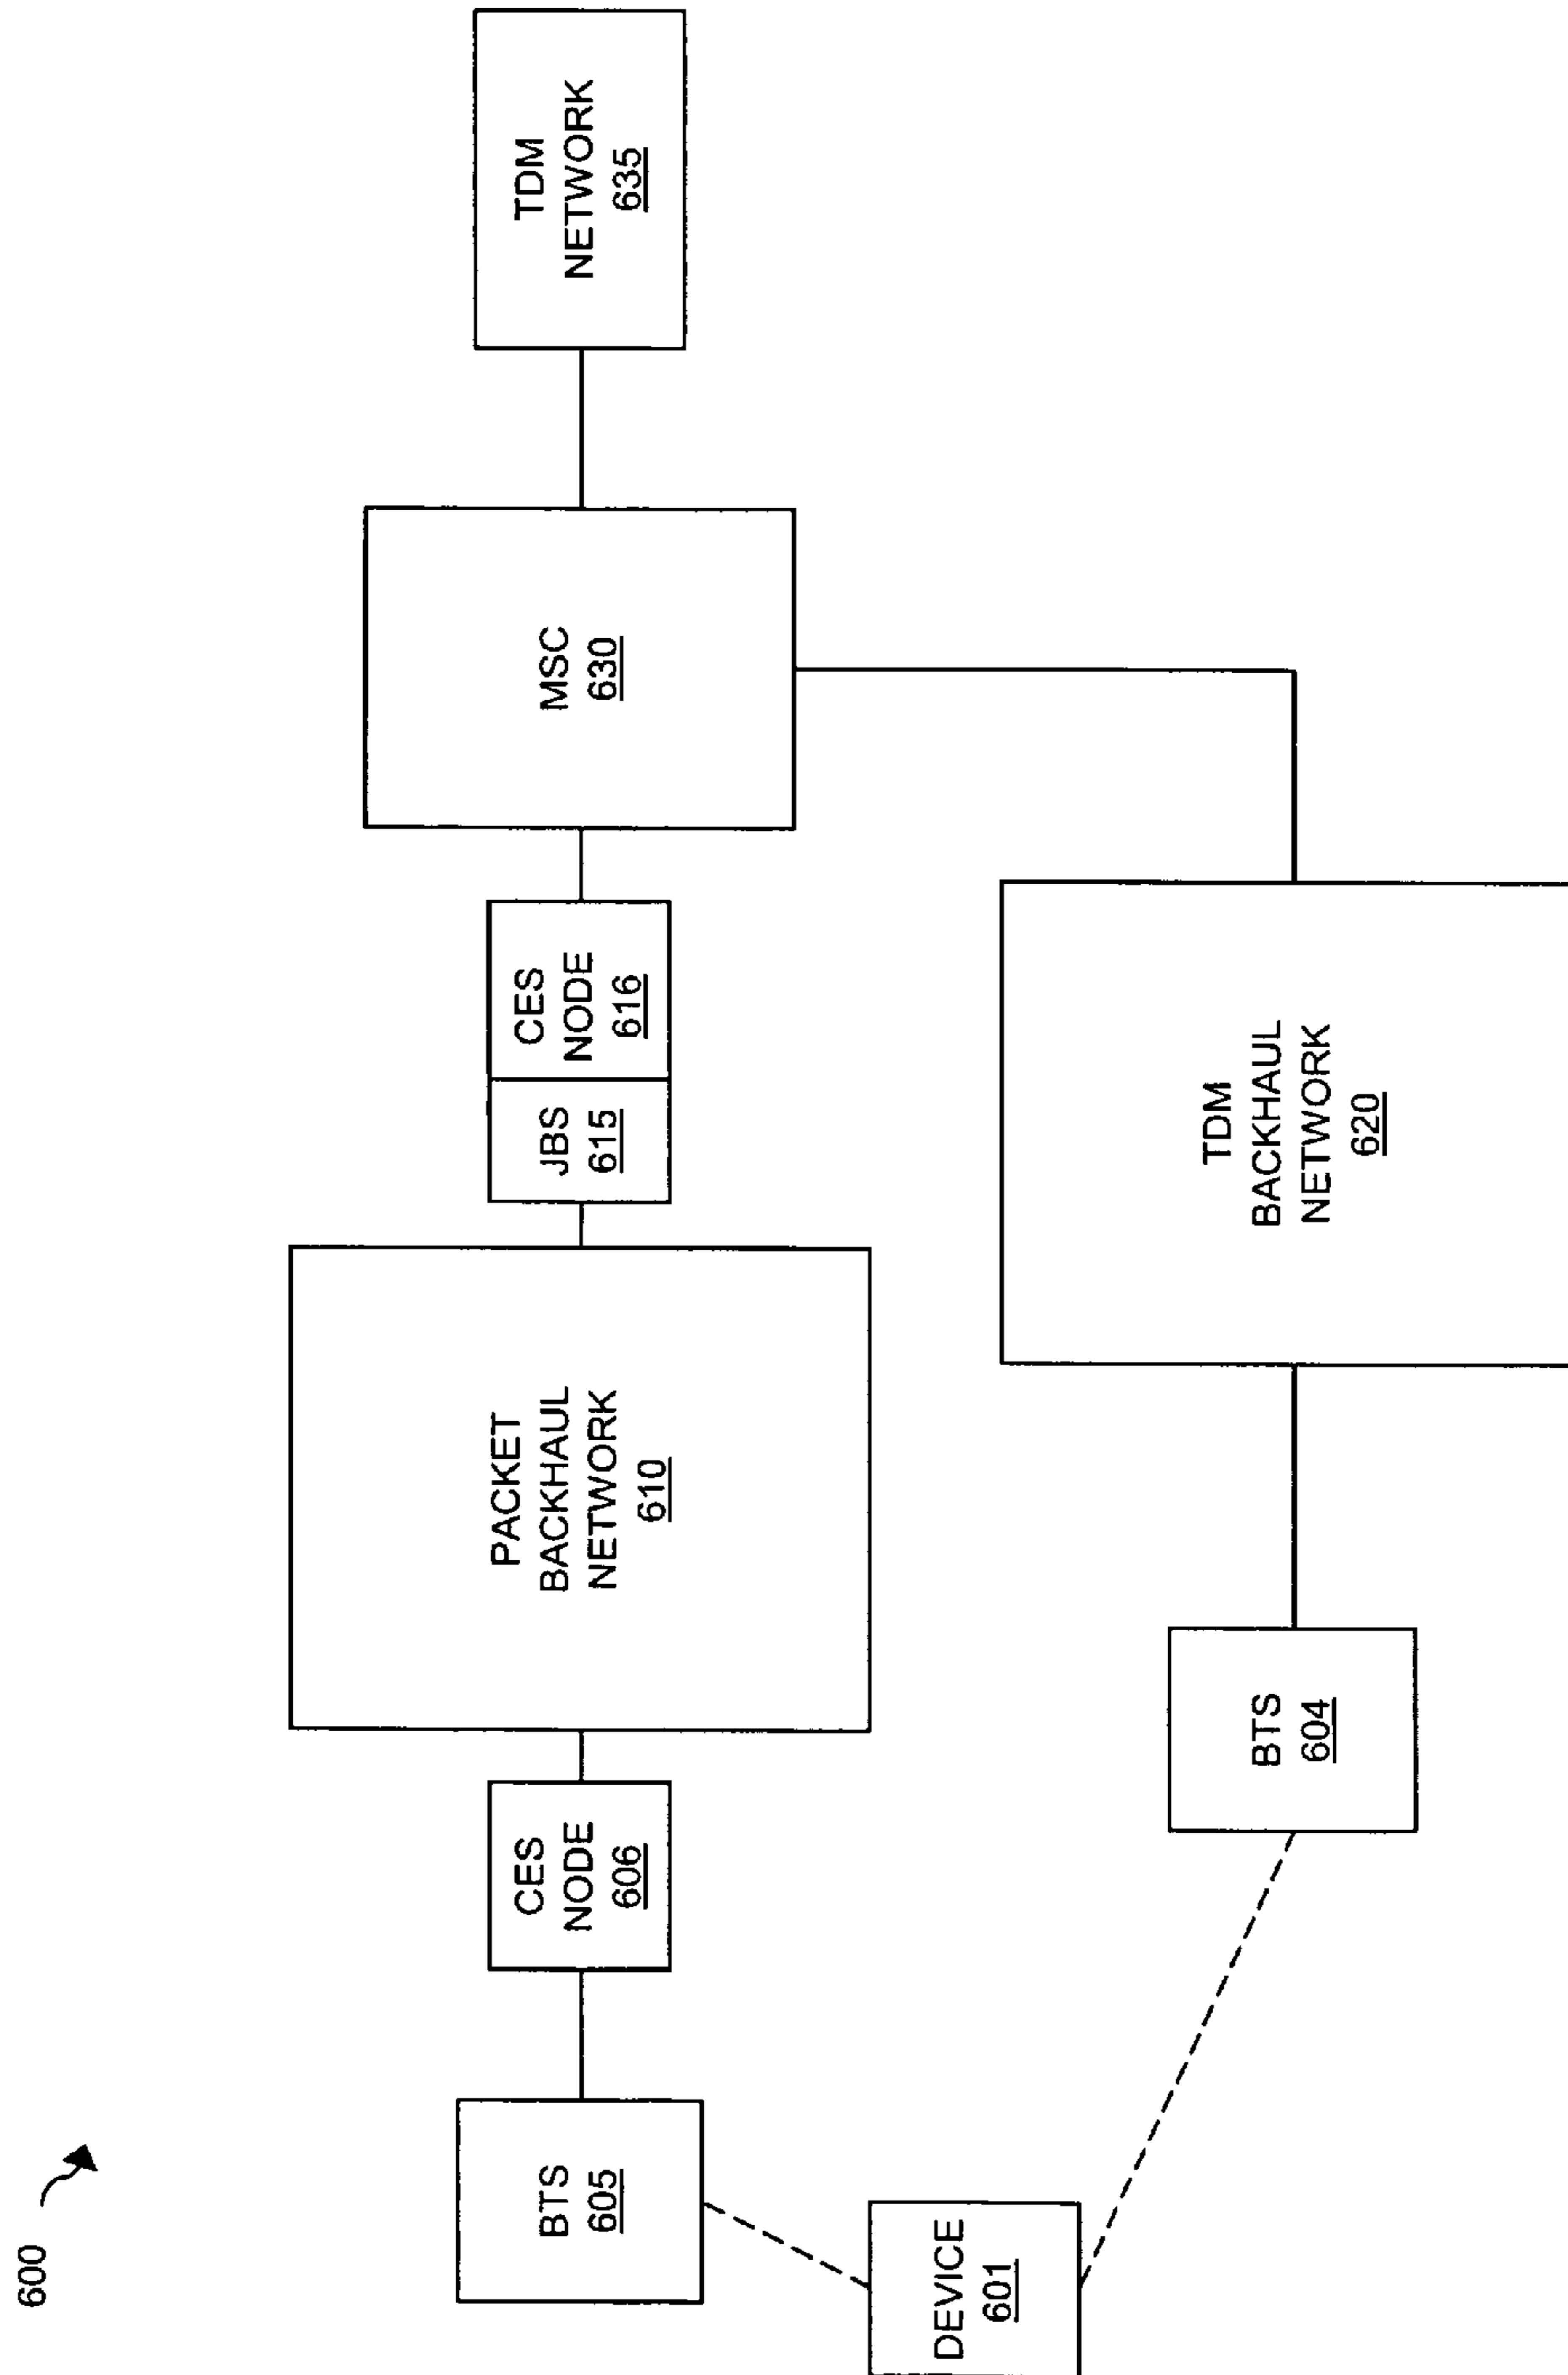 600
BTS
605
CES
NODE
606
PACKET
BACKHAUL
NETWORK
610
JBS
615
CES
NODE
616
MSC
630
TDM
NETWORK
635
DEVICE
601
BTS
604
TDM
BACKHAUL
NETWORK
620